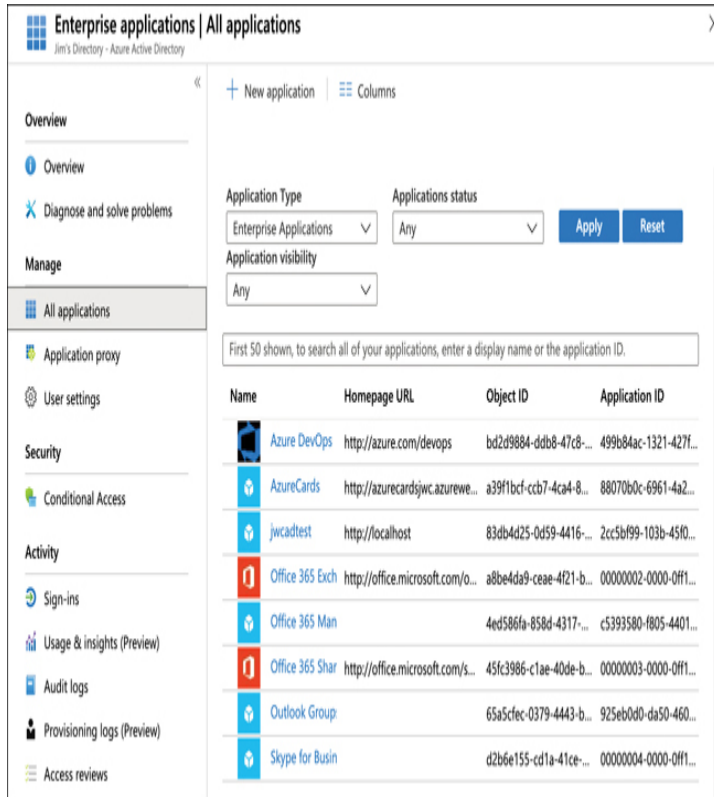 Enterprise applications | All applications
Jim's Directory - Azure Active Directory
«
Overview
Overview
Diagnose and solve problems
Manage
All applications
Application proxy
User settings
Security
Conditional Access
Activity
Sign-ins
Usage & insights (Preview)
Audit logs
Provisioning logs (Preview)
Access reviews
+ New application
Columns
Application Type
Enterprise Applications
Applications status
Any
Apply
Reset
Application visibility
Any
First 50 shown, to search all of your applications, enter a display name or the application ID.
Name Homepage URL Object ID Application ID
Azure DevOps http://azure.com/devops bd2d9884-ddb8-47c8-... 499b84ac-1321-427f...
AzureCards http://azurecardsjwc.azurewe... a39f1bcf-ccb7-4ca4-8... 88070b0c-6961-4a2...
jwcadtest http://localhost 83db4d25-0d59-4416-... 2cc5bf99-103b-45f0...
Office 365 Exch http://office.microsoft.com/o... a8be4da9-ceae-4f21-b... 00000002-0000-0ff1...
Office 365 Man 4ed586fa-858d-4317-... c5393580-f805-4401...
Office 365 Shar http://office.microsoft.com/s... 45fc3986-c1ae-40de-b... 00000003-0000-0ff1...
Outlook Group: 65a5cfec-0379-4443-b... 925eb0d0-da50-460...
Skype for Busin d2b6e155-cd1a-41ce-... 00000004-0000-0ff1...